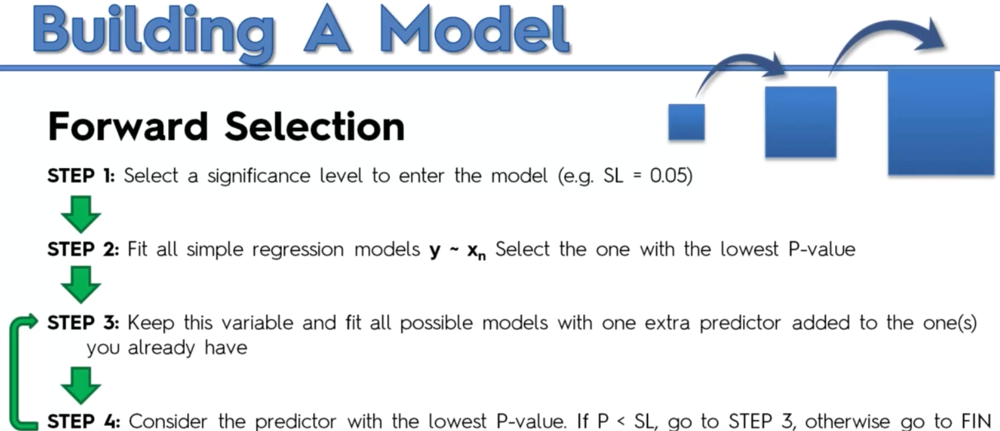 Building A Model
Forward Selection
STEP 1: Select a significance level to enter the model (e.g. SL = 0.05)
STEP 2: Fit all simple regression models y ~ xn Select the one with the lowest P-value
STEP 3: Keep this variable and fit all possible models with one extra predictor added to the one(s)
you already have
STEP 4: Consider the predictor with the lowest P-value. If P < SL, go to STEP 3, otherwise go to FIN